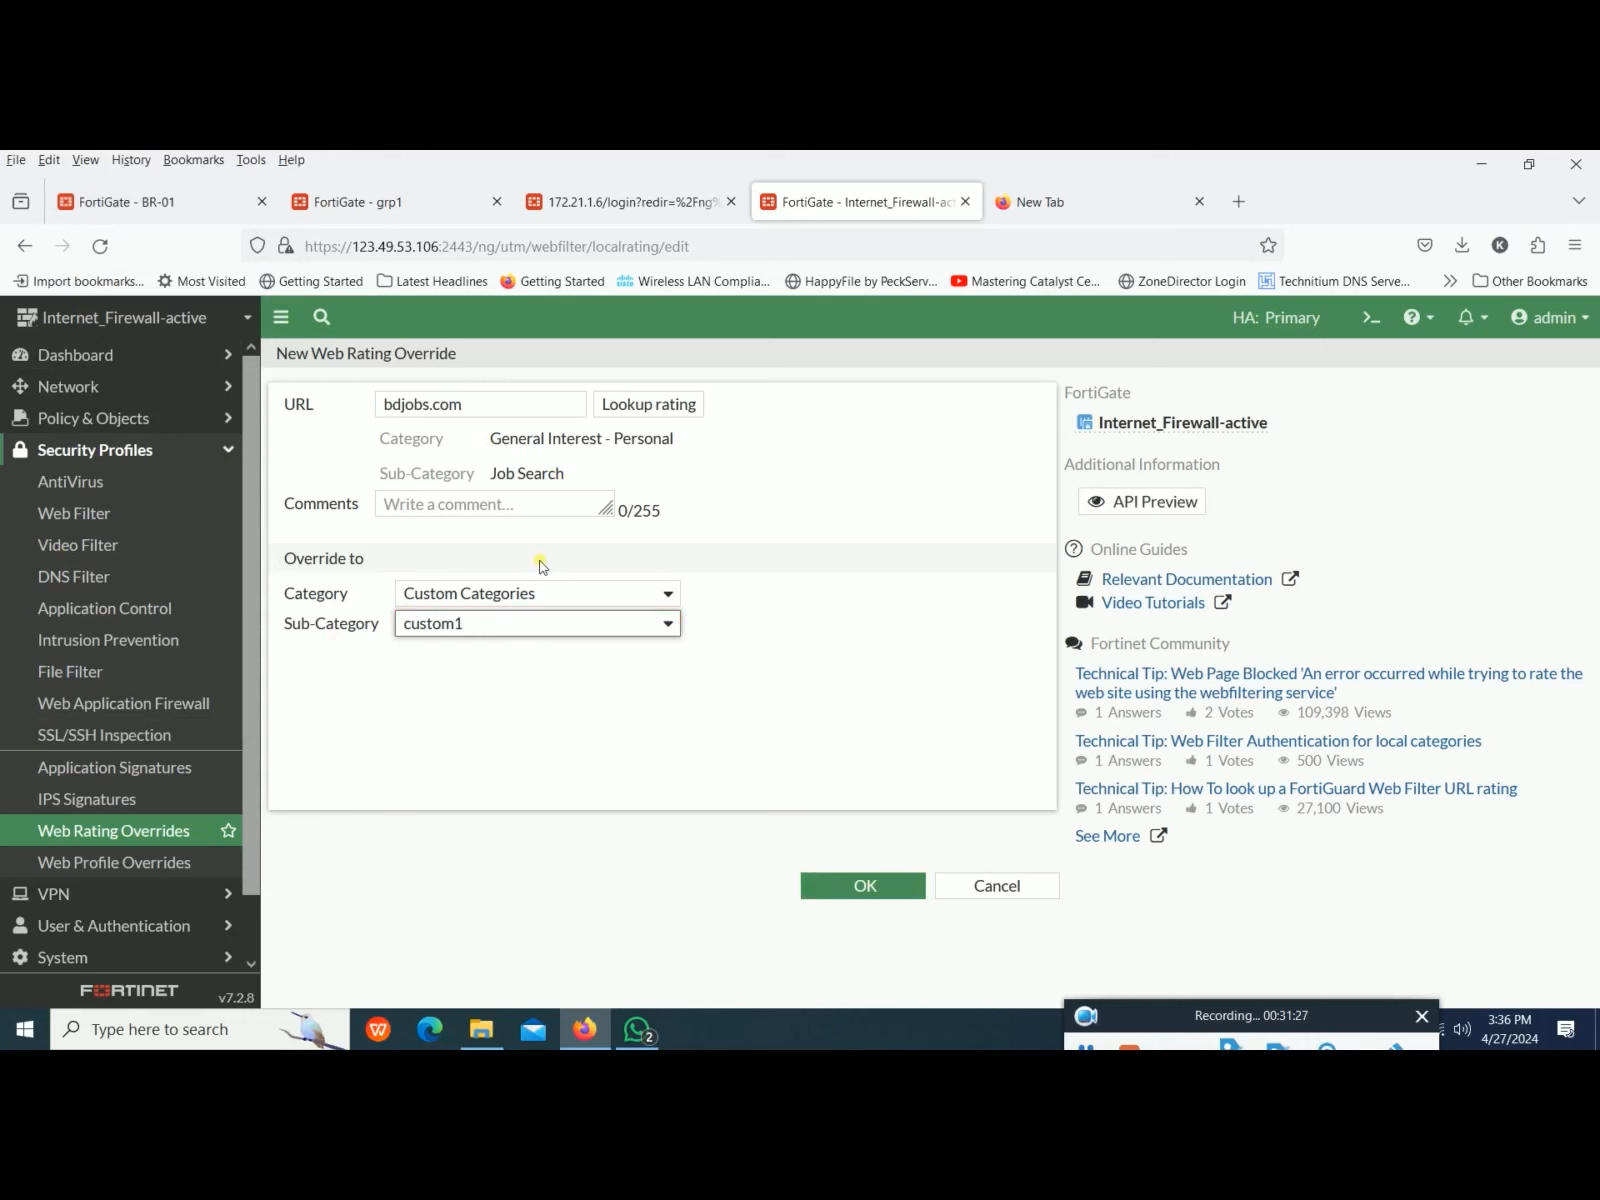 File Edit View History Bookmarks Tools Help
FortiGate - BR-01
FortiGate - grp1
172.21.1.6/login?redir=%2Fng%
FortiGate - Internet_Firewall-act
New Tab
https://123.49.53.106:2443/ng/utm/webfilter/localrating/edit
K
Import bookmarks...
Most Visited
Getting Started
Latest Headlines
Getting Started
Wireless LAN Complia...
HappyFile by PeckServ...
Mastering Catalyst Ce...
ZoneDirector Login
Technitium DNS Serve...
Other Bookmarks
Internet_Firewall-active
HA: Primary
>_
admin
Dashboard
Network
Policy & Objects
Security Profiles
AntiVirus
Web Filter
Video Filter
DNS Filter
Application Control
Intrusion Prevention
File Filter
Web Application Firewall
SSL/SSH Inspection
Application Signatures
IPS Signatures
Web Rating Overrides
Web Profile Overrides
VPN
User & Authentication
System
FORTINET
v7.2.8
New Web Rating Override
URL bdjobs.com Lookup rating
Category General Interest - Personal
Sub-Category Job Search
Comments Write a comment... 0/255
Override to
Category Custom Categories
Sub-Category custom1
OK
Cancel
FortiGate
Internet_Firewall-active
Additional Information
API Preview
Online Guides
Relevant Documentation
Video Tutorials
Fortinet Community
Technical Tip: Web Page Blocked 'An error occurred while trying to rate the
web site using the webfiltering service'
1 Answers 2 Votes 109,398 Views
Technical Tip: Web Filter Authentication for local categories
1 Answers 1 Votes 500 Views
Technical Tip: How To look up a FortiGuard Web Filter URL rating
1 Answers 1 Votes 27,100 Views
See More
Type here to search
W
2
Recording... 00:31:27
3:36 PM
4/27/2024